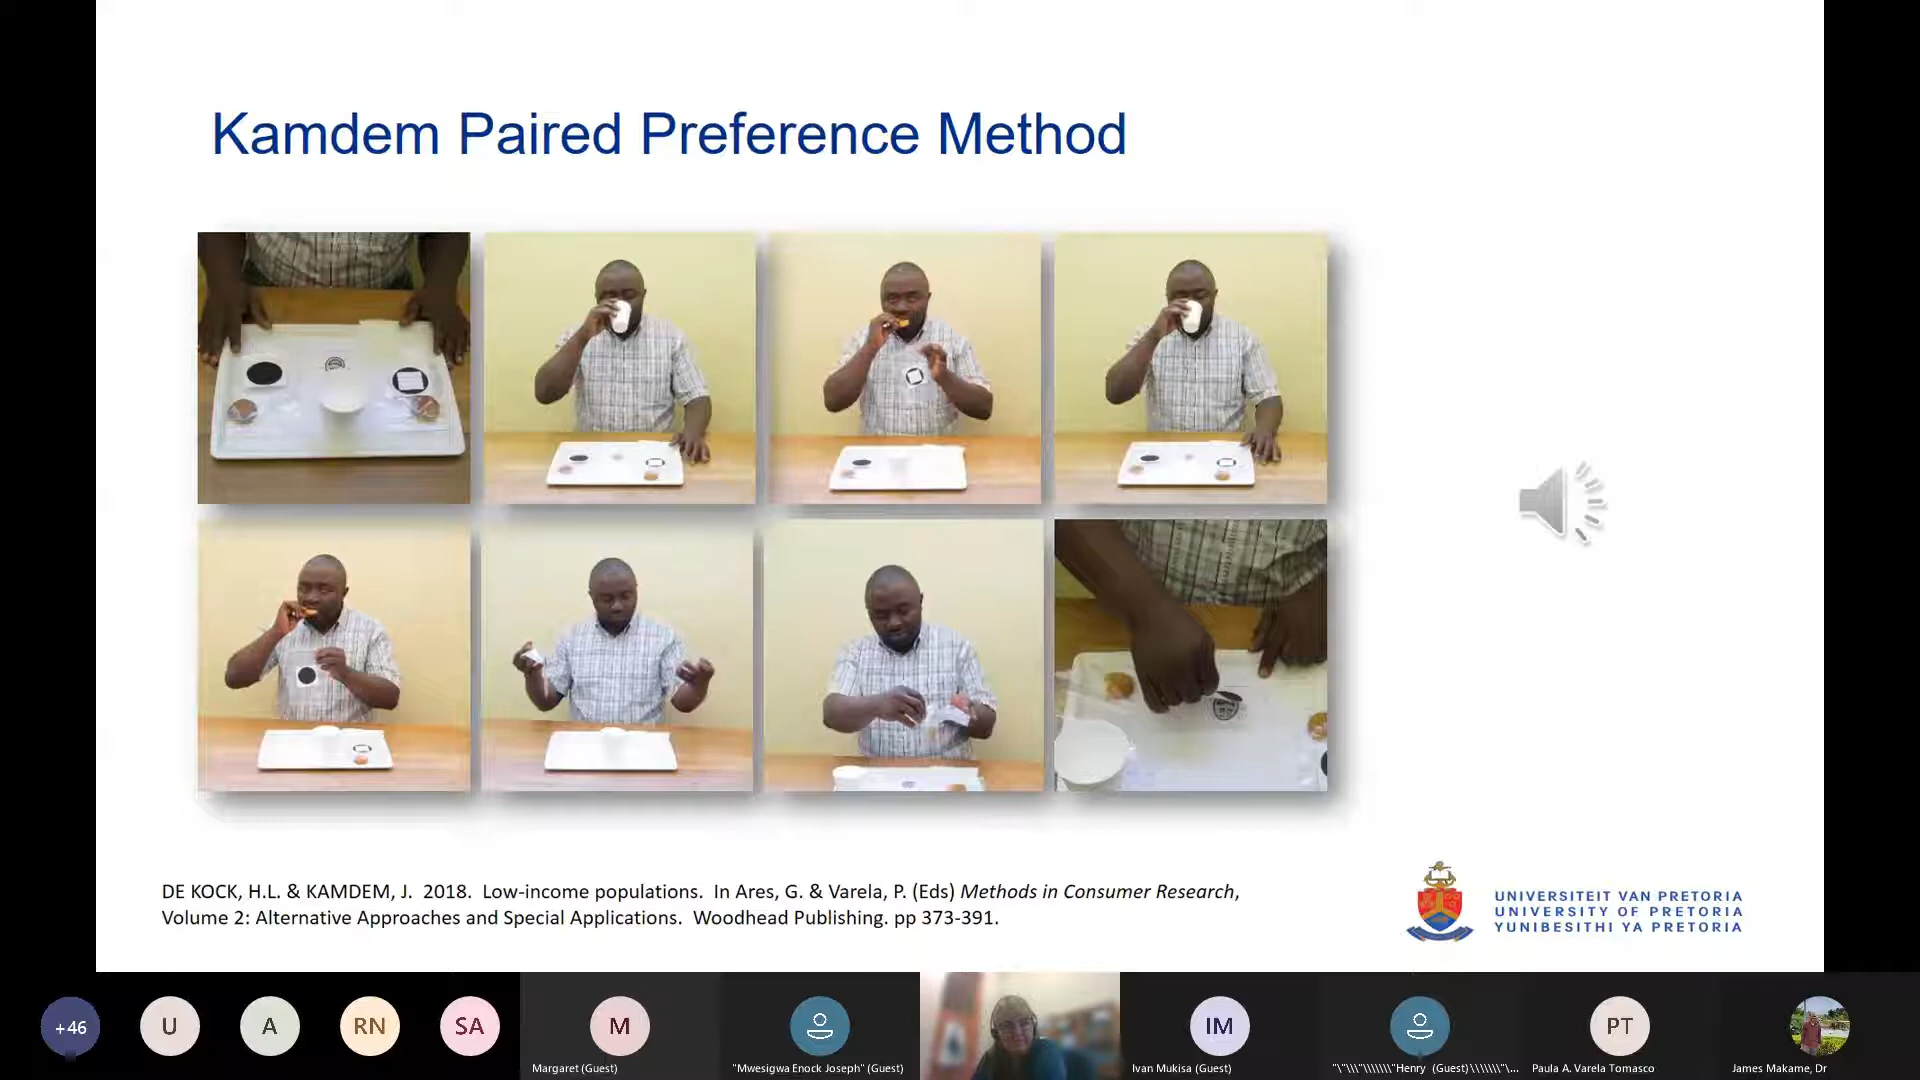 Kamdem Paired Preference Method
DE KOCK, H.L. & KAMDEM, J.  2018.  Low-income populations.  In Ares, G. & Varela, P. (Eds) Methods in Consumer Research,
Volume 2: Alternative Approaches and Special Applications.  Woodhead Publishing. pp 373-391.
UNIVERSITEIT VAN PRETORIA
UNIVERSITY OF PRETORIA
YUNIBESITHI YA PRETORIA
+46
U
A
RN
SA
M
IM
PT
Margaret (Guest)
"Mwesigwa Enock Joseph" (Guest)
Ivan Mukisa (Guest)
"\"\\\"\\\\\\\"Henry  (Guest)\\\\\\\"\...
Paula A. Varela Tomasco
James Makame, Dr